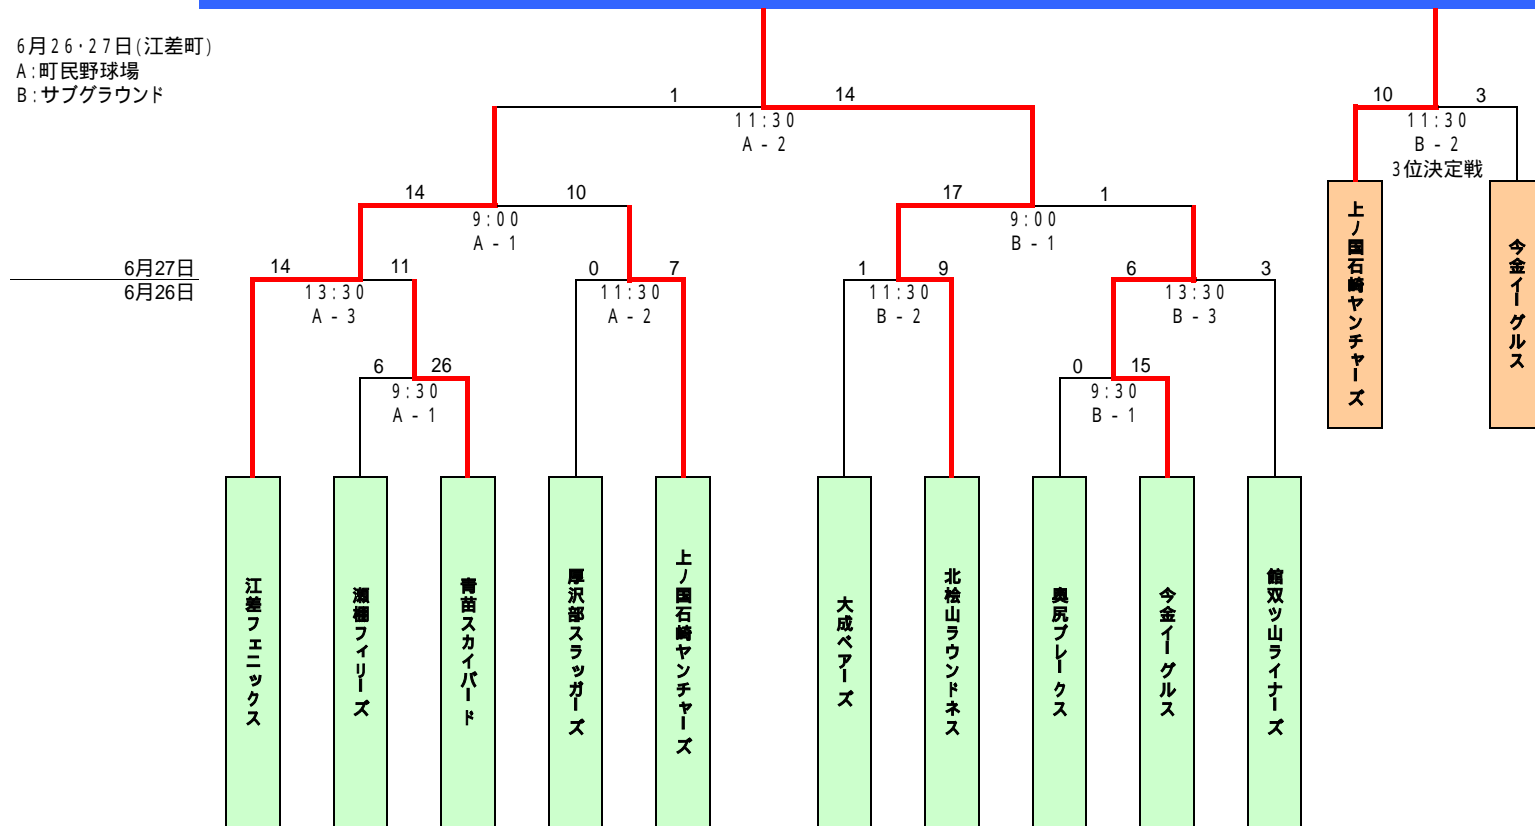 6月26・27日(江差町)
A:町民野球場
B:サブグラウンド
1 14
11:30
A - 2
10 3
11:30
B - 2
3位決定戦
上ノ国石崎ヤンチャーズ
今金イーグルス
14 10
9:00
A - 1
17 1
9:00
B - 1
6月27日
6月26日
14 11
13:30
A - 3
0 7
11:30
A - 2
1 9
11:30
B - 2
6 3
13:30
B - 3
6 26
9:30
A - 1
0 15
9:30
B - 1
江差フェニックス
瀬棚フィリーズ
青苗スカイバード
厚沢部スラッガーズ
上ノ国石崎ヤンチャーズ
大成ベアーズ
北桧山ラウンドネス
奥尻ブレークス
今金イーグルス
館双ツ山ライナーズ